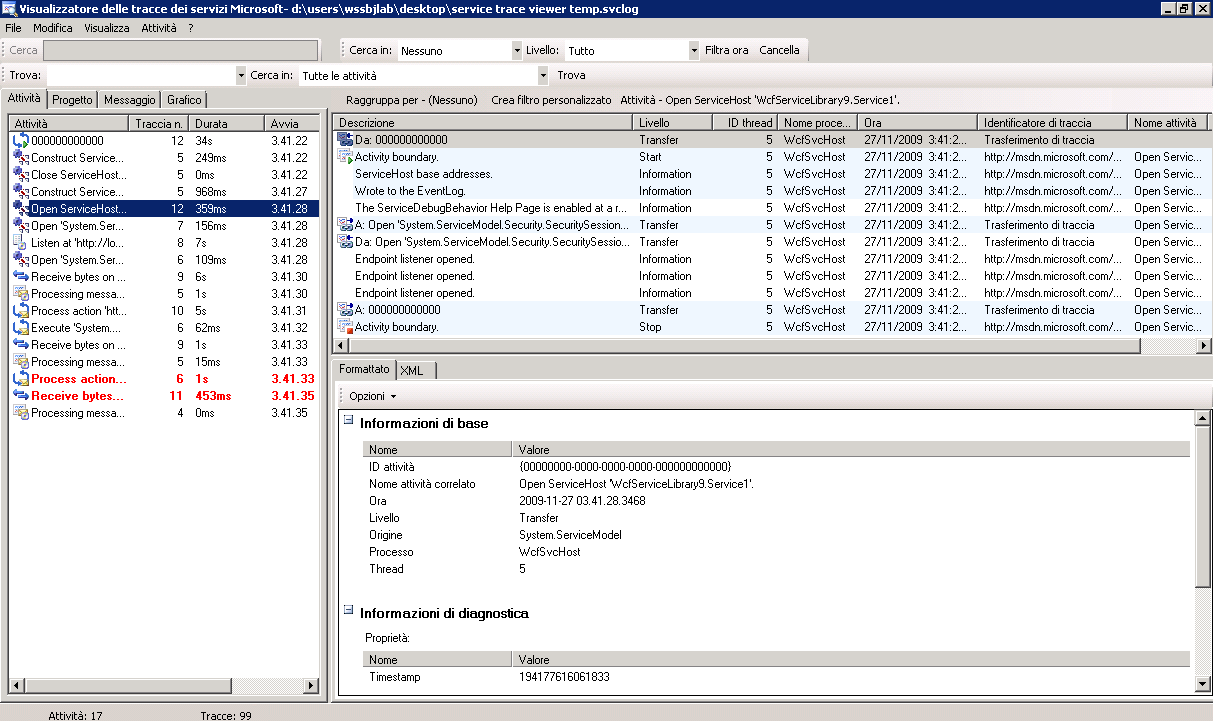 Visualizzatore delle tracce dei servizi Microsoft- d:\users\wssbjlab\desktop\service trace viewer temp.svclog
File Modifica Visualizza Attività ?
Cerca Cerca in: Nessuno Livello: Tutto Filtra ora Cancella
Trova: Cerca in: Tutte le attività Trova
Attività Progetto Messaggio Grafico
Attività Traccia n. Durata Avvia
000000000000 12 34s 3.41.22
Construct Service... 5 249ms 3.41.22
Close ServiceHost... 5 0ms 3.41.22
Construct Service... 5 968ms 3.41.27
Open ServiceHost... 12 359ms 3.41.28
Open 'System.Ser... 7 156ms 3.41.28
Listen at 'http://lo... 8 7s 3.41.28
Open 'System.Ser... 6 109ms 3.41.28
Receive bytes on ... 9 6s 3.41.30
Processing messa... 5 1s 3.41.30
Process action 'htt... 10 5s 3.41.31
Execute 'System.... 6 62ms 3.41.32
Receive bytes on ... 9 1s 3.41.33
Processing messa... 5 15ms 3.41.33
Process action... 6 1s 3.41.33
Receive bytes... 11 453ms 3.41.35
Processing messa... 4 0ms 3.41.35
Raggruppa per - (Nessuno) Crea filtro personalizzato Attività - Open ServiceHost 'WcfServiceLibrary9.Service1'.
Descrizione Livello ID thread Nome proce... Ora Identificatore di traccia Nome attività
Da: 000000000000 Transfer 5 WcfSvcHost 27/11/2009 3:41:2... Trasferimento di traccia
Activity boundary. Start 5 WcfSvcHost 27/11/2009 3:41:2... http://msdn.microsoft.com/... Open Servic...
ServiceHost base addresses. Information 5 WcfSvcHost 27/11/2009 3:41:2... http://msdn.microsoft.com/... Open Servic...
Wrote to the EventLog. Information 5 WcfSvcHost 27/11/2009 3:41:2... http://msdn.microsoft.com/... Open Servic...
The ServiceDebugBehavior Help Page is enabled at a r... Information 5 WcfSvcHost 27/11/2009 3:41:2... http://msdn.microsoft.com/... Open Servic...
A: Open 'System.ServiceModel.Security.SecuritySession... Transfer 5 WcfSvcHost 27/11/2009 3:41:2... Trasferimento di traccia Open Servic...
Da: Open 'System.ServiceModel.Security.SecuritySessio... Transfer 5 WcfSvcHost 27/11/2009 3:41:2... Trasferimento di traccia Open Servic...
Endpoint listener opened. Information 5 WcfSvcHost 27/11/2009 3:41:2... http://msdn.microsoft.com/... Open Servic...
Endpoint listener opened. Information 5 WcfSvcHost 27/11/2009 3:41:2... http://msdn.microsoft.com/... Open Servic...
Endpoint listener opened. Information 5 WcfSvcHost 27/11/2009 3:41:2... http://msdn.microsoft.com/... Open Servic...
A: 000000000000 Transfer 5 WcfSvcHost 27/11/2009 3:41:2... Trasferimento di traccia Open Servic...
Activity boundary. Stop 5 WcfSvcHost 27/11/2009 3:41:2... http://msdn.microsoft.com/... Open Servic...
Formattato XML
Opzioni
Informazioni di base
Nome Valore
ID attività {00000000-0000-0000-0000-000000000000}
Nome attività correlato Open ServiceHost 'WcfServiceLibrary9.Service1'.
Ora 2009-11-27 03.41.28.3468
Livello Transfer
Origine System.ServiceModel
Processo WcfSvcHost
Thread 5
Informazioni di diagnostica
Proprietà:
Nome Valore
Timestamp 194177616061833
Attività: 17 Tracce: 99